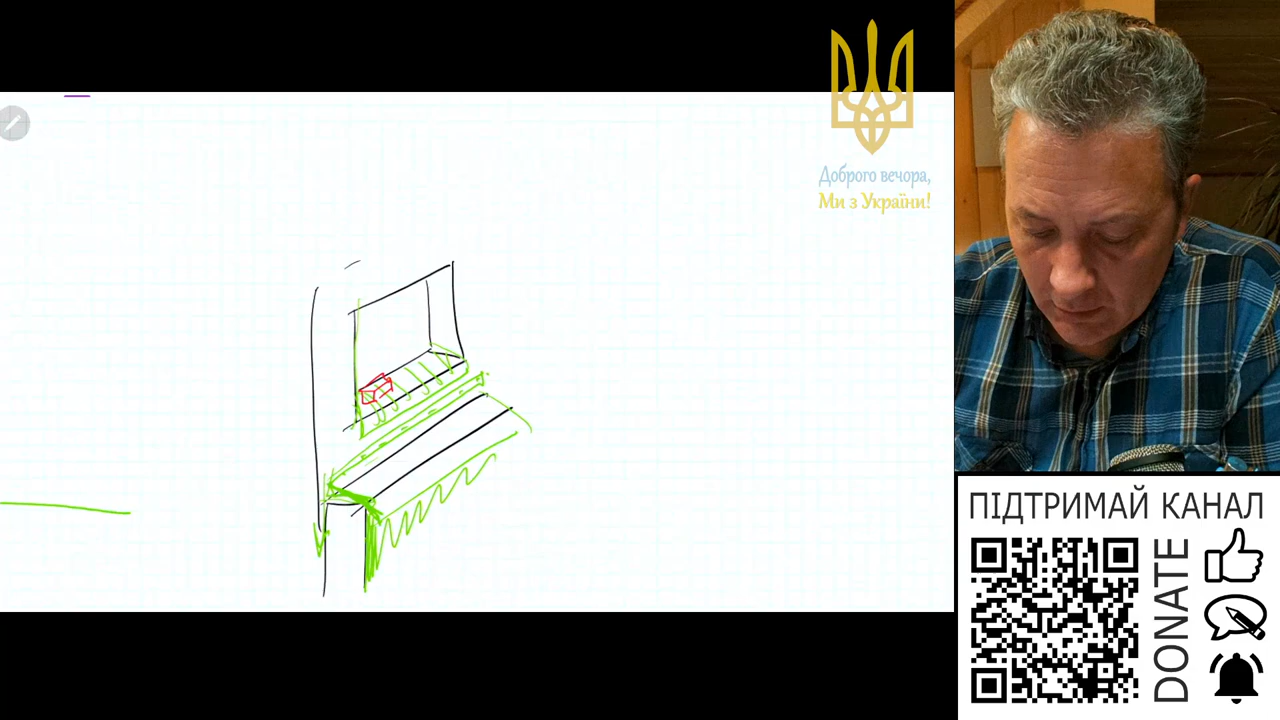 Доброго вечора,
Ми з України!
ПІДТРИМАЙ КАНАЛ
DONATE